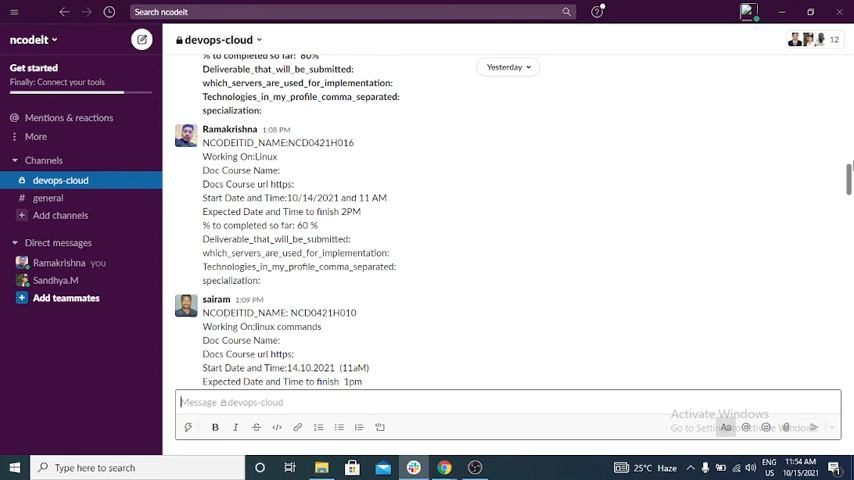 Search ncodeit
ncodeit
Get started
Finally: Connect your tools
Mentions & reactions
More
Channels
devops-cloud
# general
Add channels
Direct messages
Ramakrishna you
Sandhya.M
Add teammates
devops-cloud
12
Yesterday
% to completed so far: 60%
Deliverable_that_will_be_submitted:
which_servers_are_used_for_implementation:
Technologies_in_my_profile_comma_separated:
specialization:
Ramakrishna 1:08 PM
NCODEITID_NAME:NCD0421H016
Working On:Linux
Doc Course Name:
Docs Course url https:
Start Date and Time:10/14/2021 and 11 AM
Expected Date and Time to finish 2PM
% to completed so far: 60 %
Deliverable_that_will_be_submitted:
which_servers_are_used_for_implementation:
Technologies_in_my_profile_comma_separated:
specialization:
sairam 1:09 PM
NCODEITID_NAME: NCD0421H010
Working On:linux commands
Doc Course Name:
Docs Course url https:
Start Date and Time:14.10.2021 (11aM)
Expected Date and Time to finish 1pm
Message devops-cloud
B I S Aa @
Activate Windows
Go to Settings to Activate Windows.
Type here to search
25°C Haze
ENG
US
11:54 AM
10/15/2021
1